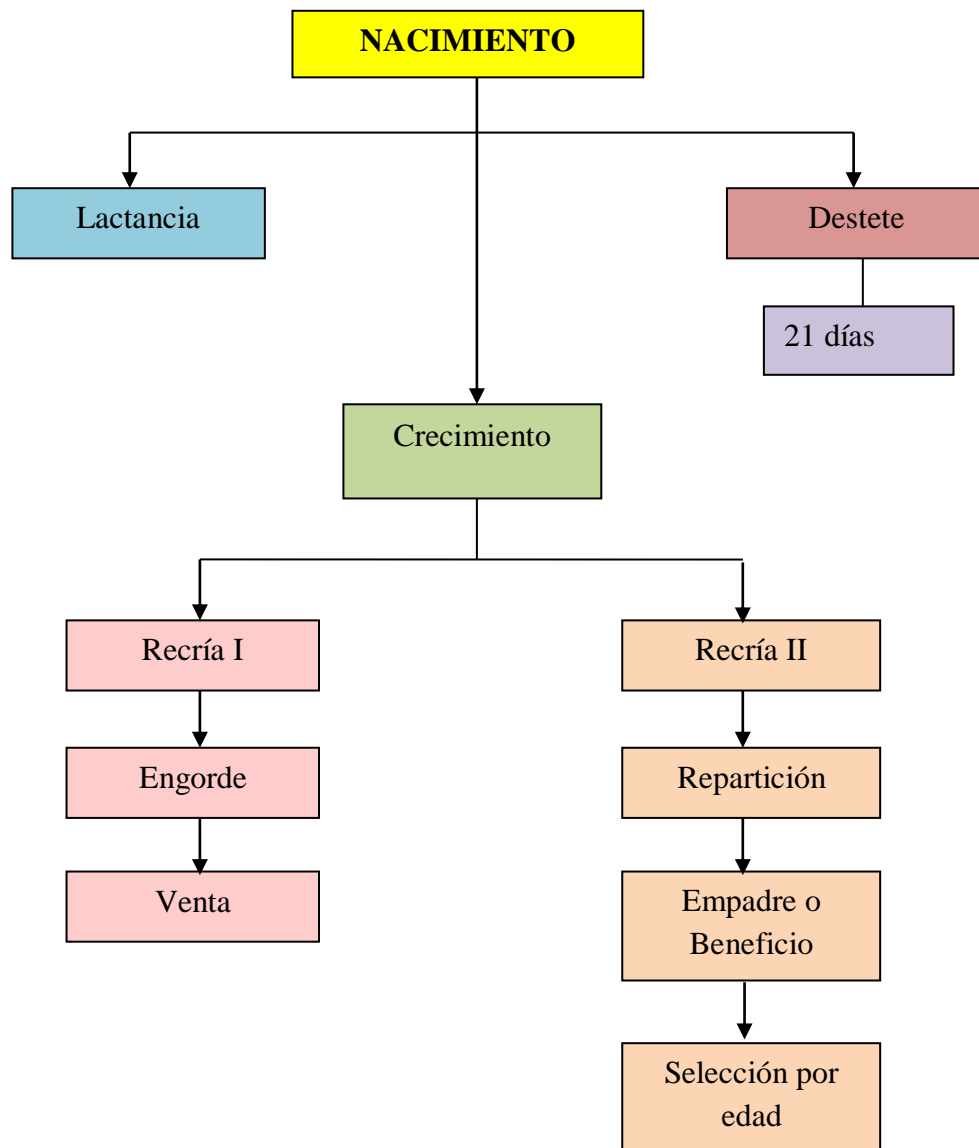 NACIMIENTO
Lactancia
Destete
21 días
Crecimiento
Recría I
Recría II
Engorde
Repartición
Venta
Empadre o
Beneficio
Selección por
edad